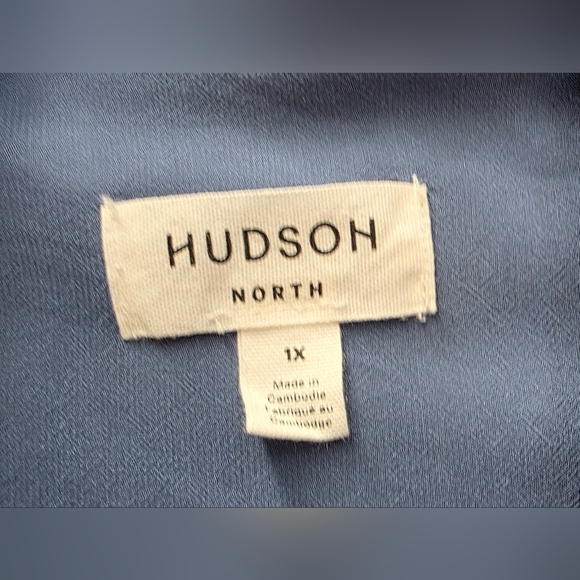 HUDSON
NORTH
1X
Made in
Cambodia
Fabriqué au
Cambodge